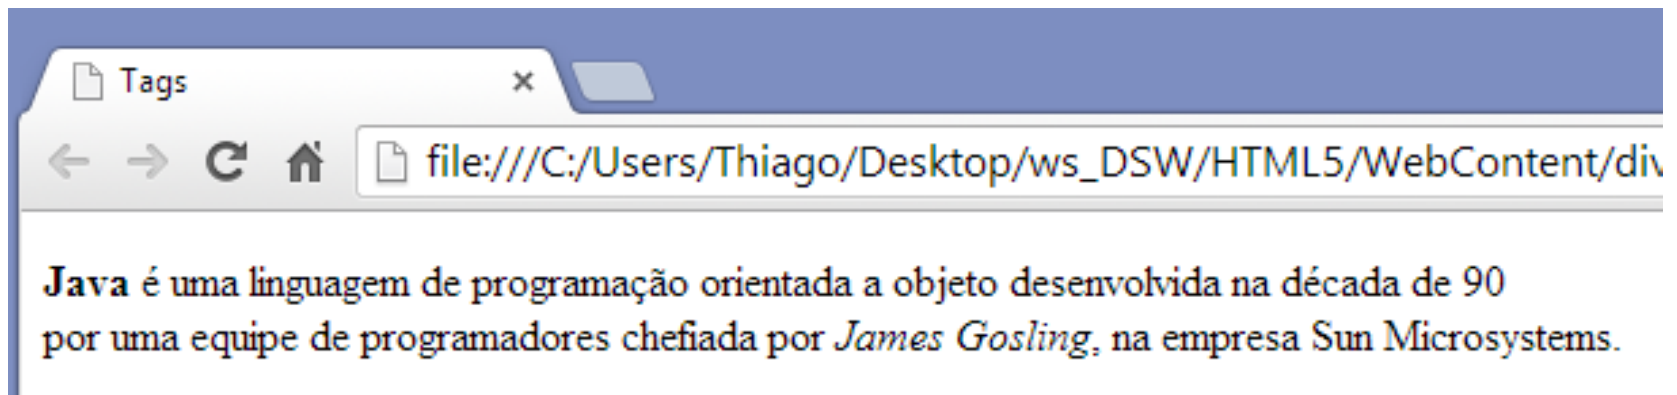 Tags
file:///C:/Users/Thiago/Desktop/ws_DSW/HTML5/WebContent/div
Java é uma linguagem de programação orientada a objeto desenvolvida na década de 90
por uma equipe de programadores chefiada por James Gosling, na empresa Sun Microsystems.